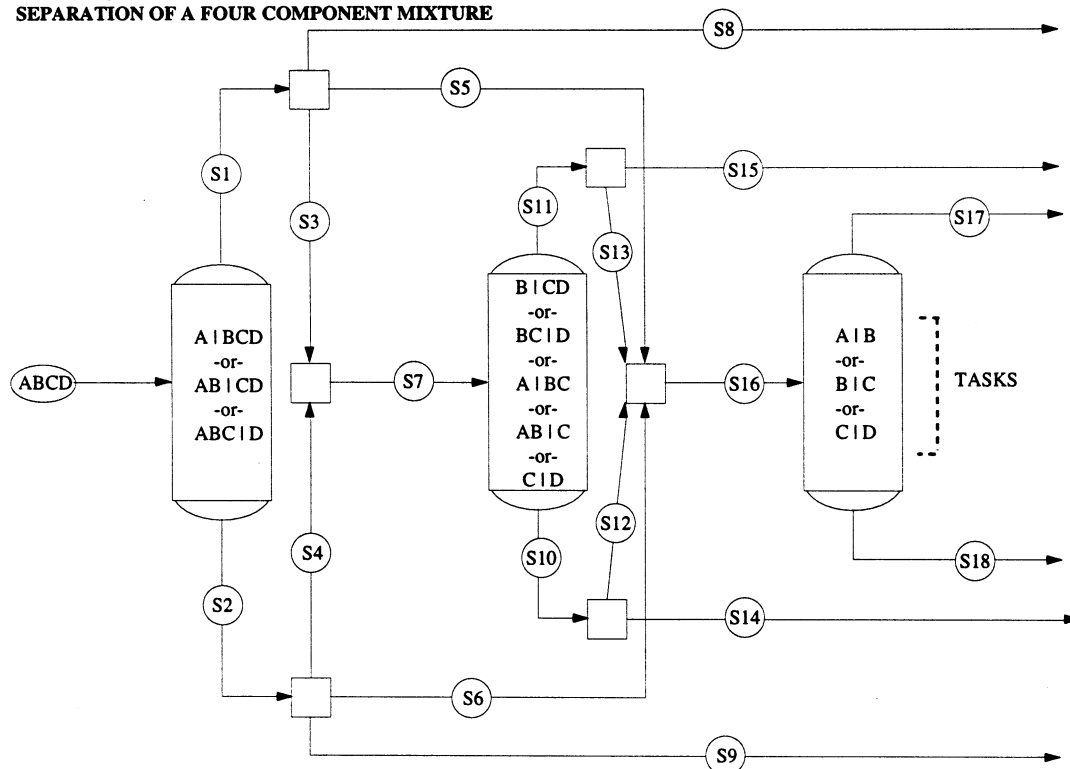 SEPARATION OF A FOUR COMPONENT MIXTURE
S8
S5
S1
S15
S11
S17
S3
S13
A | BCD
-or-
AB | CD
-or-
ABC | D
B | CD
-or-
BC | D
-or-
A | BC
-or-
AB | C
-or-
C | D
A | B
-or-
B | C
-or-
C | D
ABCD
S7
S16
TASKS
S4
S12
S10
S18
S2
S14
S6
S9